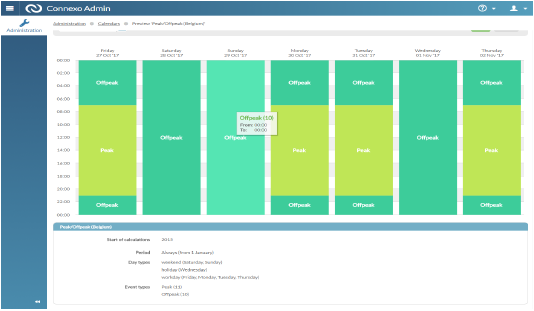 Connexo Admin
Administration
Administration Calendars Preview 'Peak/Offpeak (Belgium)'
Friday Saturday Sunday Monday Tuesday Wednesday Thursday
27 Oct '17 28 Oct '17 29 Oct '17 30 Oct '17 31 Oct '17 01 Nov '17 02 Nov '17
00:00
02:00
04:00
06:00
08:00
10:00
12:00
14:00
16:00
18:00
20:00
22:00
00:00
Offpeak Offpeak Offpeak Offpeak
Offpeak (10)
From: 00:00
To: 00:00
Offpeak Offpeak Offpeak
Peak Peak Peak Peak
Offpeak Offpeak Offpeak Offpeak
Peak/Offpeak (Belgium)
Start of calculations 2013
Period Always (from 1 January)
Day types weekend (Saturday, Sunday)
holiday (Wednesday)
workday (Friday, Monday, Tuesday, Thursday)
Event types Peak (11)
Offpeak (10)